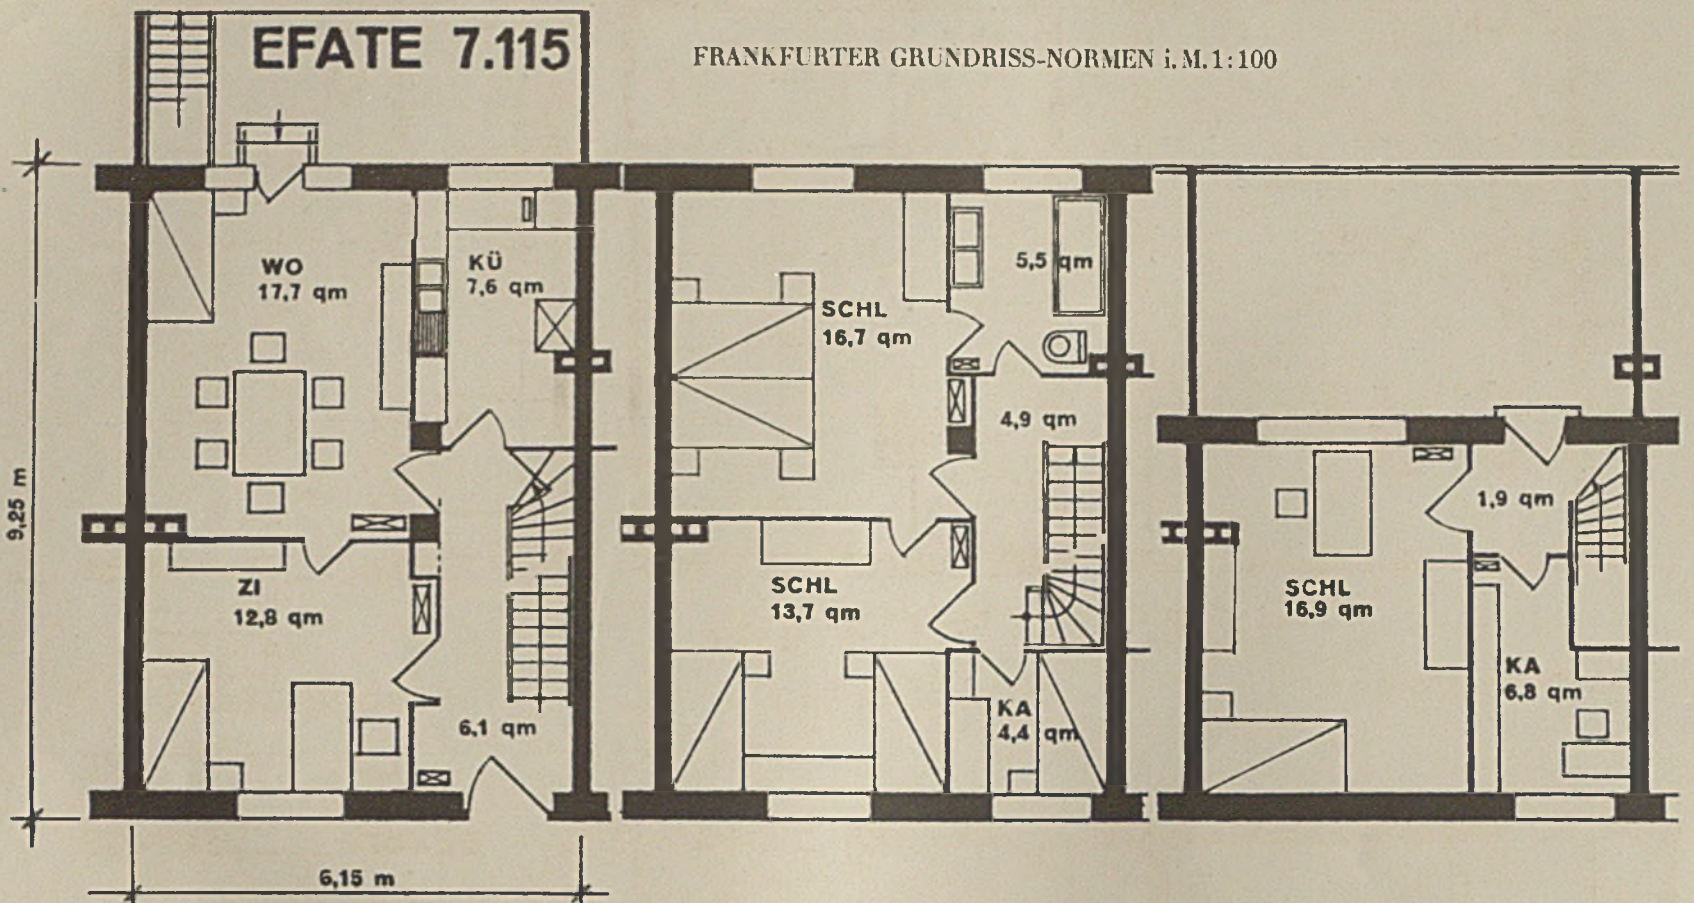 EFATE 7.115
FRANKFURTER GRUNDRISS-NORMEN i.M.1:100
9,25 m
6,15 m
WO
17,7 qm
KÜ
7,6 qm
ZI
12,8 qm
6,1 qm
SCHL
16,7 qm
5,5 qm
4,9 qm
SCHL
13,7 qm
KA
4,4 qm
1,9 qm
SCHL
16,9 qm
KA
6,8 qm